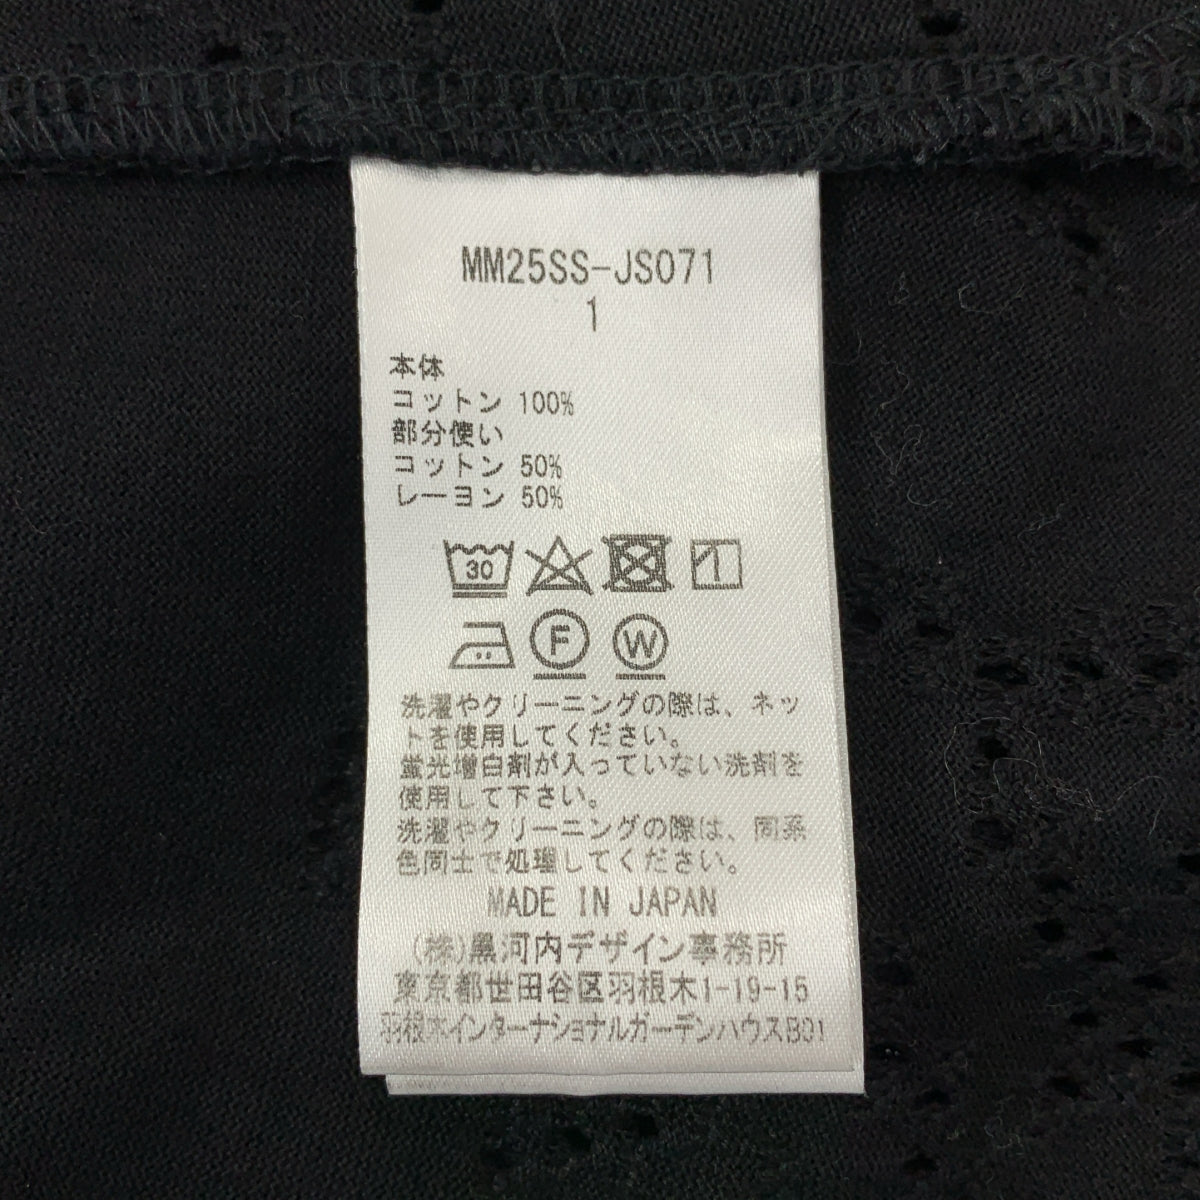 MM25SS-JS071
1
本体
コットン 100%
部分使い
コットン 50%
レーヨン 50%
30
F W
洗濯やクリーニングの際は、ネッ
トを使用してください。
蛍光増白剤が入っていない洗剤を
使用して下さい。
洗濯やクリーニングの際は、同系
色同士で処理してください。
MADE IN JAPAN
(株)黒河内デザイン事務所
東京都世田谷区羽根木1-19-15
羽根木インターナショナルガーデンハウスB01